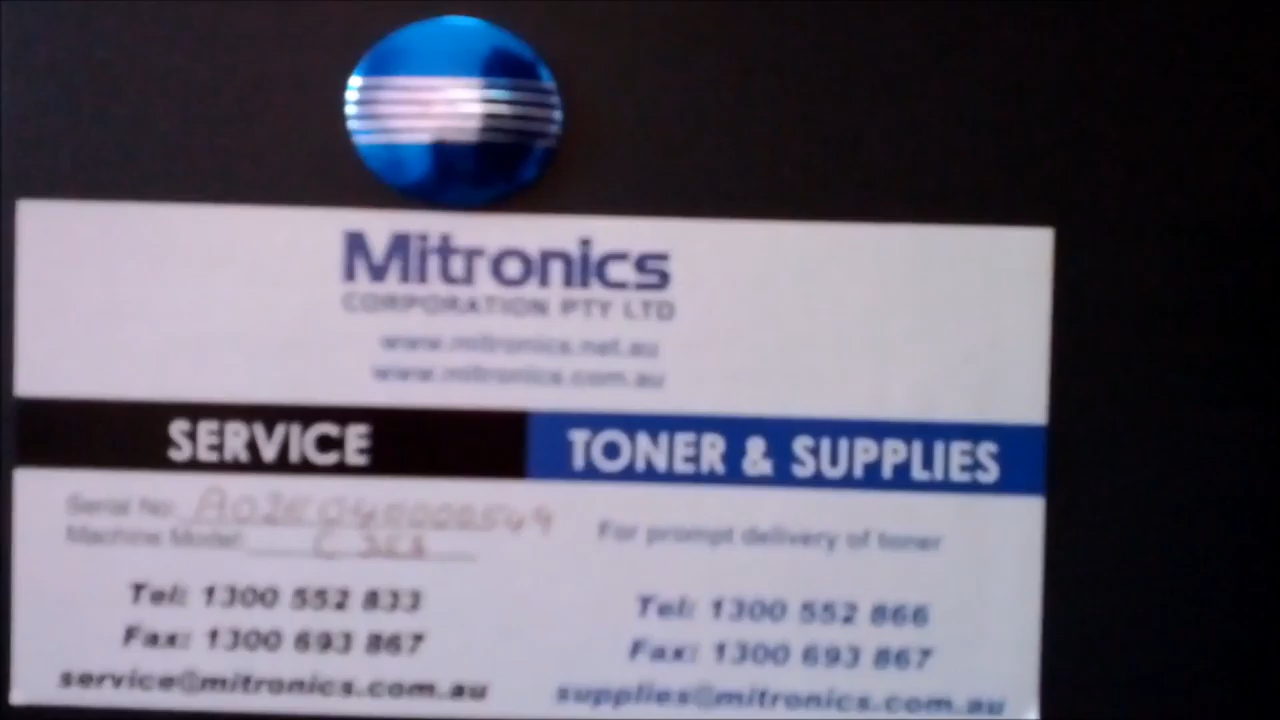 Mitronics
CORPORATION PTY LTD
www.mitronics.net.au
www.mitronics.com.au
SERVICE
TONER & SUPPLIES
Serial No:
Machine Model:
Tel: 1300 552 833
Fax: 1300 693 867
service@mitronics.com.au
For prompt delivery of toner
Tel: 1300 552 866
Fax: 1300 693 867
supplies@mitronics.com.au